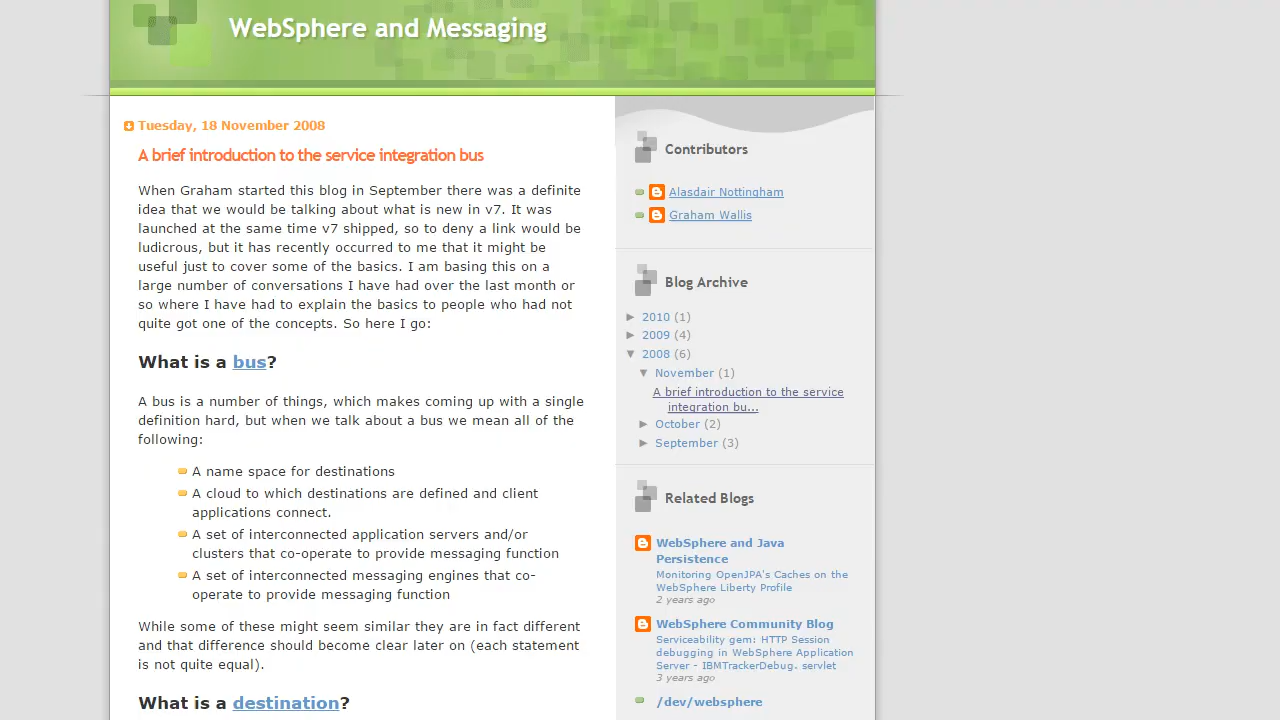 WebSphere and Messaging
Tuesday, 18 November 2008
A brief introduction to the service integration bus
When Graham started this blog in September there was a definite
idea that we would be talking about what is new in v7. It was
launched at the same time v7 shipped, so to deny a link would be
ludicrous, but it has recently occurred to me that it might be
useful just to cover some of the basics. I am basing this on a
large number of conversations I have had over the last month or
so where I have had to explain the basics to people who had not
quite got one of the concepts. So here I go:
What is a bus?
A bus is a number of things, which makes coming up with a single
definition hard, but when we talk about a bus we mean all of the
following:
A name space for destinations
A cloud to which destinations are defined and client
applications connect.
A set of interconnected application servers and/or
clusters that co-operate to provide messaging function
A set of interconnected messaging engines that co-
operate to provide messaging function
While some of these might seem similar they are in fact different
and that difference should become clear later on (each statement
is not quite equal).
What is a destination?
Contributors
Alasdair Nottingham
Graham Wallis
Blog Archive
► 2010 (1)
► 2009 (4)
▼ 2008 (6)
▼ November (1)
A brief introduction to the service
integration bu...
► October (2)
► September (3)
Related Blogs
WebSphere and Java
Persistence
Monitoring OpenJPA's Caches on the
WebSphere Liberty Profile
2 years ago
WebSphere Community Blog
Serviceability gem: HTTP Session
debugging in WebSphere Application
Server - IBMTrackerDebug. servlet
3 years ago
/dev/websphere